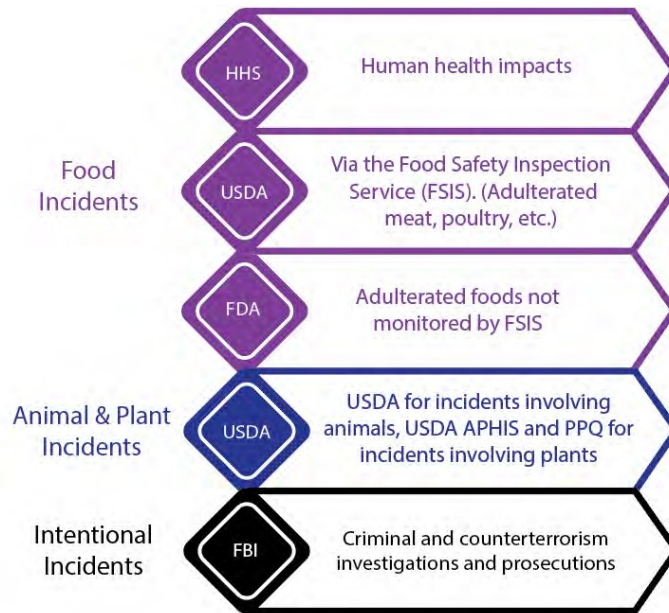 HHS
Human health impacts
Food
Incidents
USDA
Via the Food Safety Inspection
Service (FSIS). (Adulterated
meat, poultry, etc.)
FDA
Adulterated foods not
monitored by FSIS
Animal & Plant
Incidents
USDA
USDA for incidents involving
animals, USDA APHIS and PPQ for
incidents involving plants
Intentional
Incidents
FBI
Criminal and counterterrorism
investigations and prosecutions